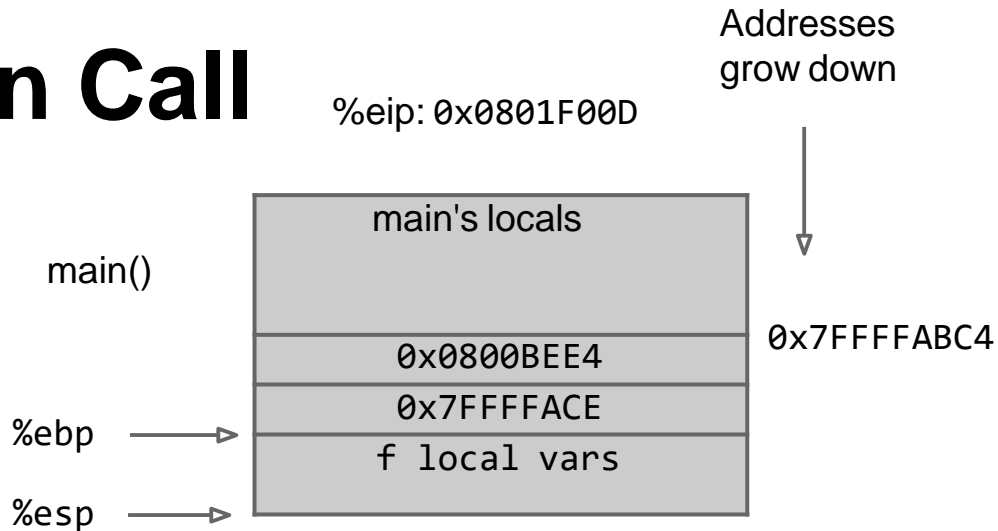 n Call
Addresses
grow down
%eip: 0x0801F00D
main's locals
main()
0x7FFFFABC4
0x0800BEE4
0x7FFFFACE
%ebp
f local vars
%esp